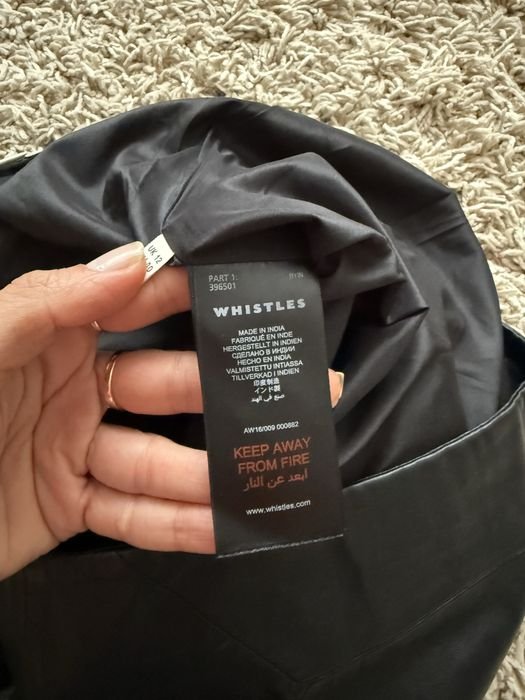 UK 12
PART 1:
396501
WHISTLES
MADE IN INDIA
FABRIQUÉ EN INDE
HERGESTELLT IN INDIEN
СДЕЛАНО В ИНДИИ
HECHO EN INDIA
VALMISTETTU INTIASSA
TILLVERKAD I INDIEN
印度制造
インド製
صنع في الهند
AW16/009 000682
KEEP AWAY
FROM FIRE
ابعد عن النار
www.whistles.com